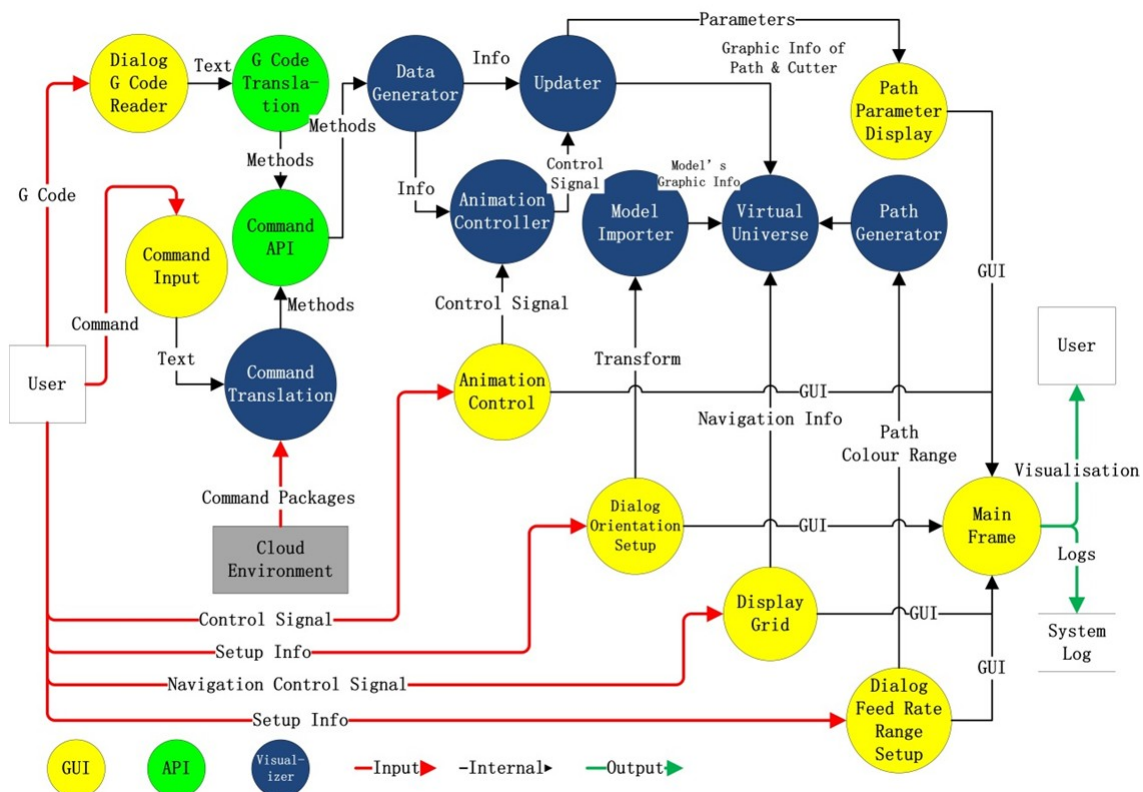 Parameters
Dialog
G Code
Reader
Text
G Code
Transla-
tion
Data
Generator
Info
Updater
Graphic Info of
Path & Cutter
Path
Parameter
Display
Methods
Methods
G Code
Command
API
Info
Animation
Controller
Control
Signal
Model's
Graphic Info
Model
Importer
Virtual
Universe
Path
Generator
Command
Input
GUI
Methods
Control Signal
Command
Text
User
Command
Translation
Transform
Animation
Control
GUI
User
Navigation Info
Path
Colour Range
Visualisation
Command Packages
Dialog
Orientation
Setup
GUI
Main
Frame
Cloud
Environment
Logs
Control Signal
Display
Grid
GUI
System
Log
Setup Info
Navigation Control Signal
GUI
Setup Info
Dialog
Feed Rate
Range
Setup
GUI
API
Visual-
izer
Input
Internal
Output